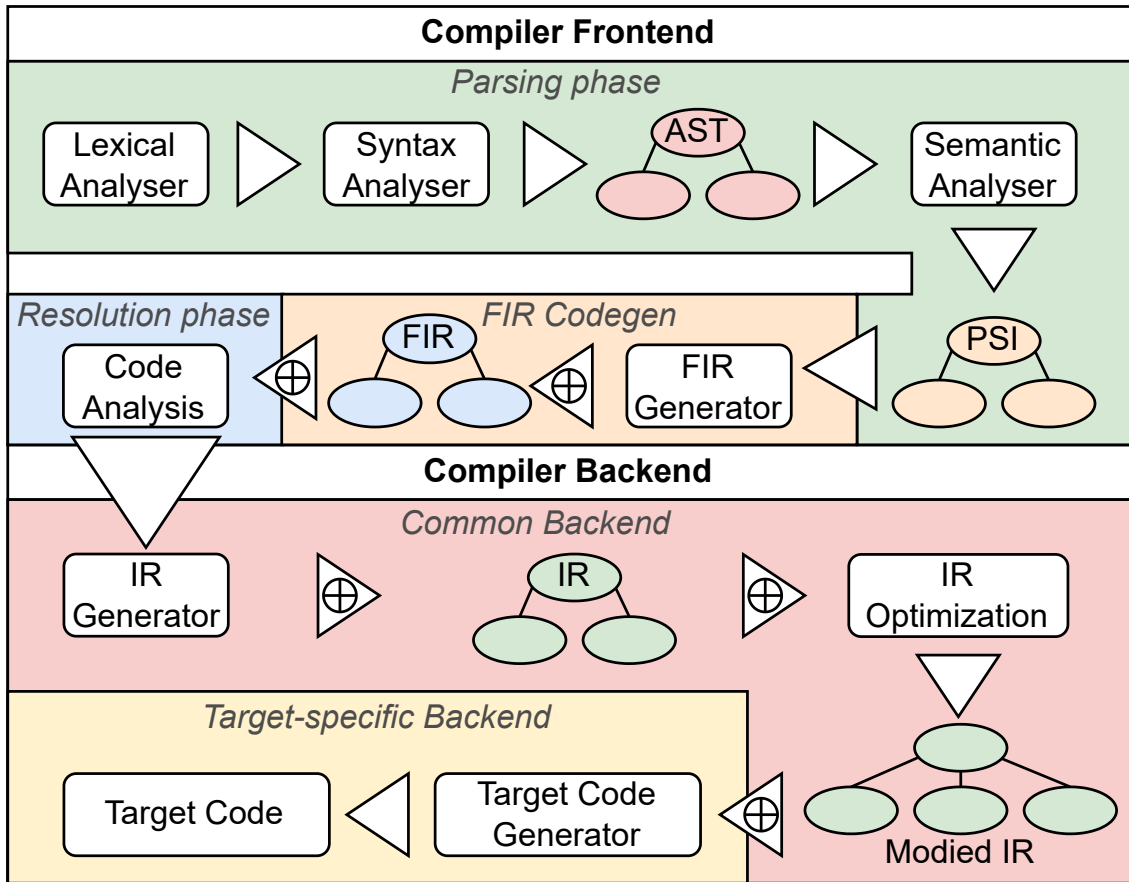 Compiler Frontend
Parsing phase
Lexical
Analyser
Syntax
Analyser
AST
Semantic
Analyser
Resolution phase
Code
Analysis
FIR Codegen
FIR
FIR
Generator
PSI
Compiler Backend
Common Backend
IR
Generator
IR
IR
Optimization
Target-specific Backend
Target Code
Target Code
Generator
Modied IR